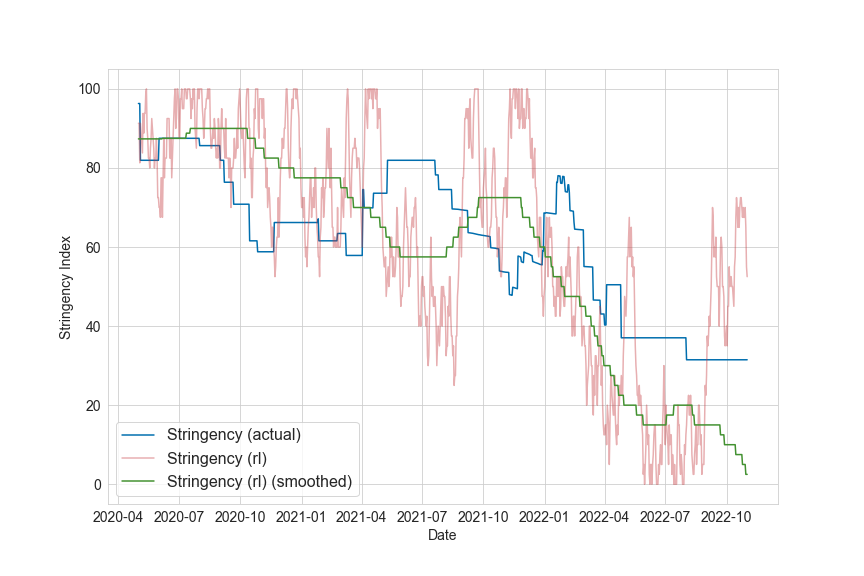 100
80
60
40
20
0
Stringency Index
Stringency (actual)
Stringency (rl)
Stringency (rl) (smoothed)
2020-04 2020-07 2020-10 2021-01 2021-04 2021-07 2021-10 2022-01 2022-04 2022-07 2022-10
Date